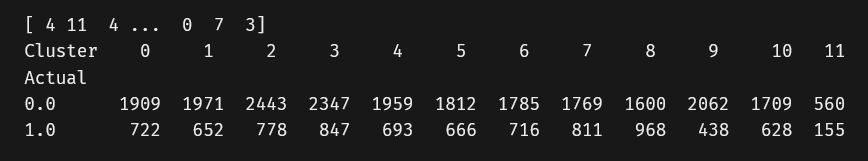 [ 4 11  4 ...  0  7  3]
Cluster    0     1     2     3     4     5     6     7     8     9     10   11
Actual
0.0      1909  1971  2443  2347  1959  1812  1785  1769  1600  2062  1709  560
1.0       722   652   778   847   693   666   716   811   968   438   628  155